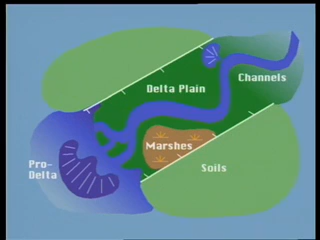 Delta Plain
Channels
Marshes
Pro-
Delta
Soils